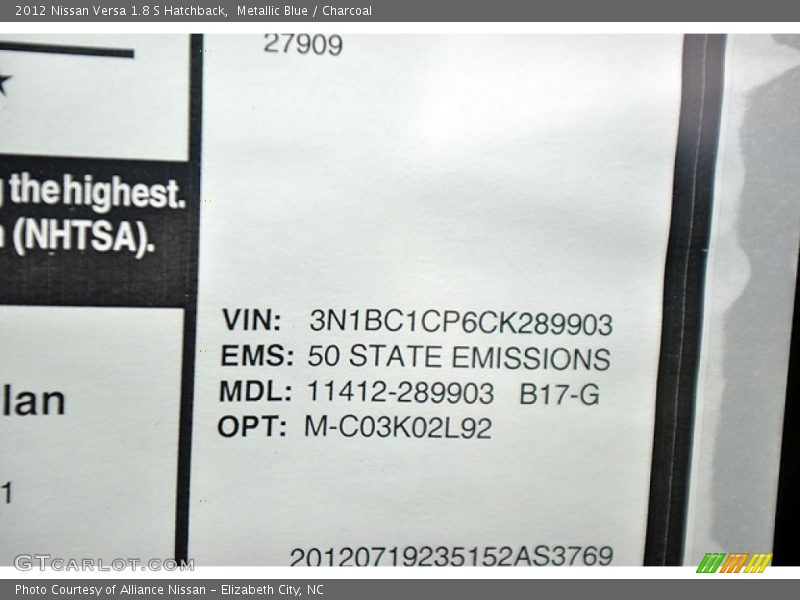 2012 Nissan Versa 1.8 S Hatchback, Metallic Blue / Charcoal
27909
the highest.
(NHTSA).
VIN: 3N1BC1CP6CK289903
EMS: 50 STATE EMISSIONS
MDL: 11412-289903 B17-G
OPT: M-C03K02L92
lan
1
20120719235152AS3769
GTcarlot.com
Photo Courtesy of Alliance Nissan – Elizabeth City, NC